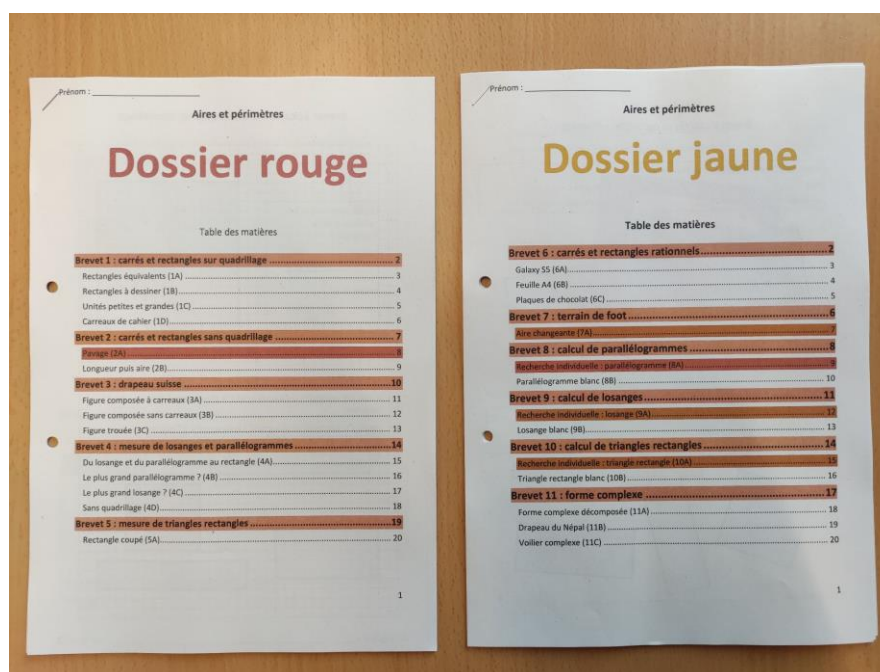 Prénom : ____________________
Aires et périmètres
Dossier rouge
Table des matières
Brevet 1 : carrés et rectangles sur quadrillage ........ 2
Rectangles équivalents (1A) ........ 3
Rectangles à dessiner (1B) ........ 4
Unités petites et grandes (1C) ........ 5
Carreaux de cahier (1D) ........ 6
Brevet 2 : carrés et rectangles sans quadrillage ........ 7
Pavage (2A) ........ 8
Longueur puis aire (2B) ........ 9
Brevet 3 : drapeau suisse ........ 10
Figure composée à carreaux (3A) ........ 11
Figure composée sans carreaux (3B) ........ 12
Figure trouée (3C) ........ 13
Brevet 4 : mesure de losanges et parallélogrammes ........ 14
Du losange et du parallélogramme au rectangle (4A) ........ 15
Le plus grand parallélogramme ? (4B) ........ 16
Le plus grand losange ? (4C) ........ 17
Sans quadrillage (4D) ........ 18
Brevet 5 : mesure de triangles rectangles ........ 19
Rectangle coupé (5A) ........ 20
1
Prénom : ____________________
Aires et périmètres
Dossier jaune
Table des matières
Brevet 6 : carrés et rectangles rationnels ........ 2
Galaxy S5 (6A) ........ 3
Feuille A4 (6B) ........ 4
Plaques de chocolat (6C) ........ 5
Brevet 7 : terrain de foot ........ 6
Aire changeante (7A) ........ 7
Brevet 8 : calcul de parallélogrammes ........ 8
Recherche individuelle : parallélogramme (8A) ........ 9
Parallélogramme blanc (8B) ........ 10
Brevet 9 : calcul de losanges ........ 11
Recherche individuelle : losange (9A) ........ 12
Losange blanc (9B) ........ 13
Brevet 10 : calcul de triangles rectangles ........ 14
Recherche individuelle : triangle rectangle (10A) ........ 15
Triangle rectangle blanc (10B) ........ 16
Brevet 11 : forme complexe ........ 17
Forme complexe décomposée (11A) ........ 18
Drapeau du Népal (11B) ........ 19
Voilier complexe (11C) ........ 20
1